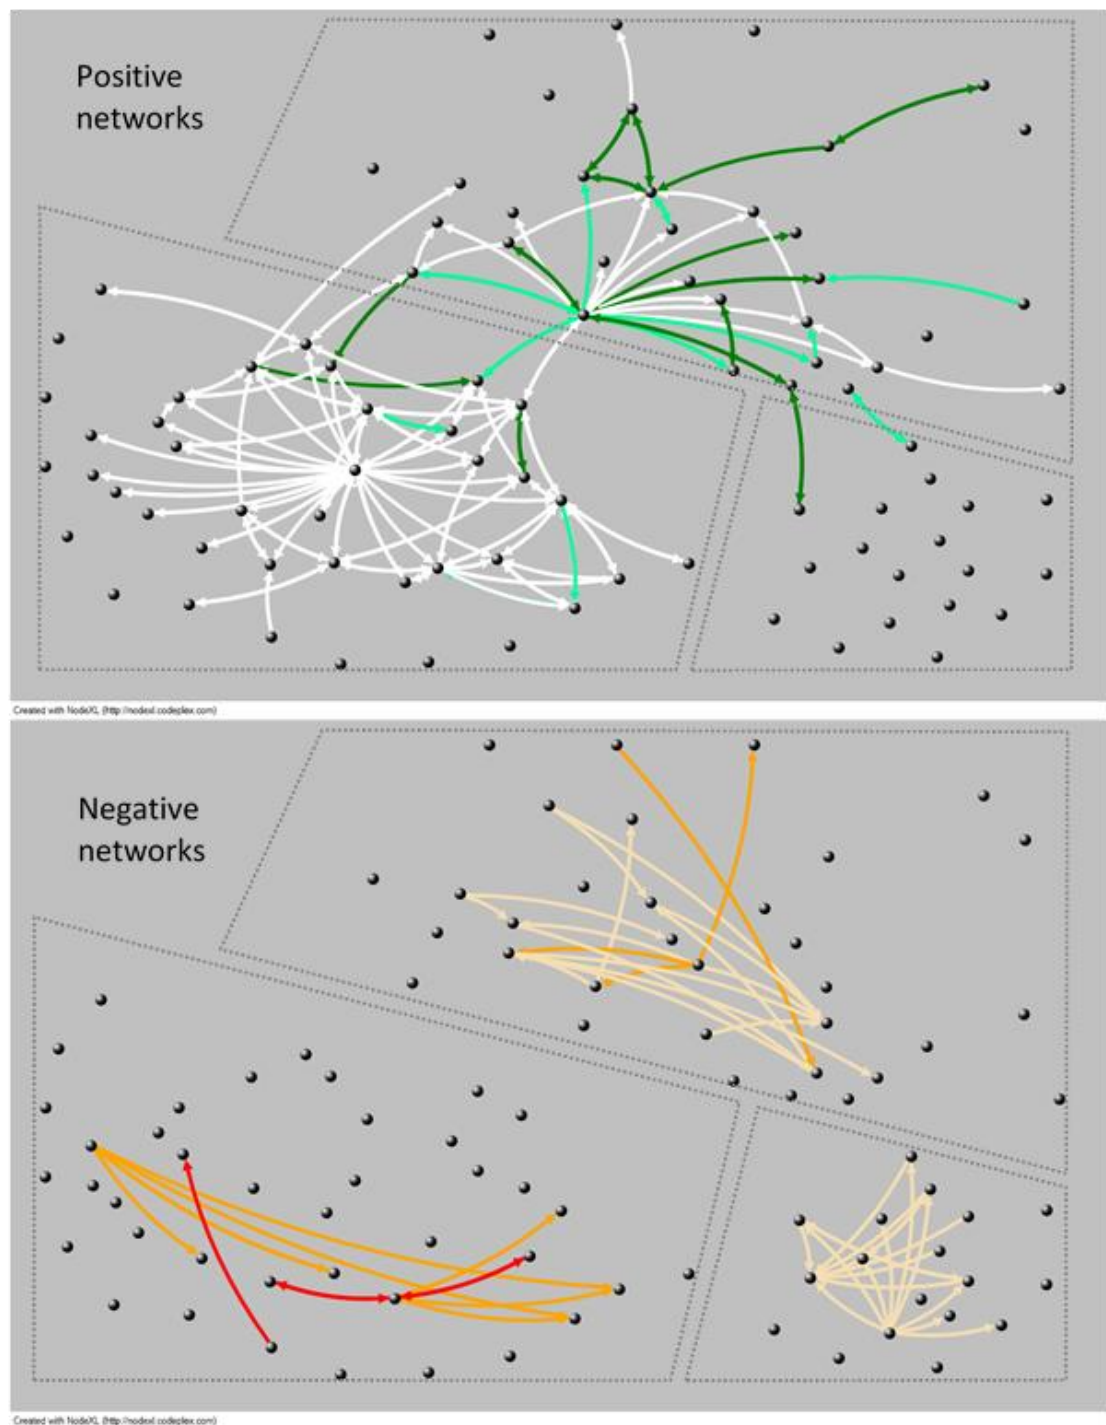 Positive
networks
Created with NodeXL (http://nodexl.codeplex.com)
Negative
networks
Created with NodeXL (http://nodexl.codeplex.com)